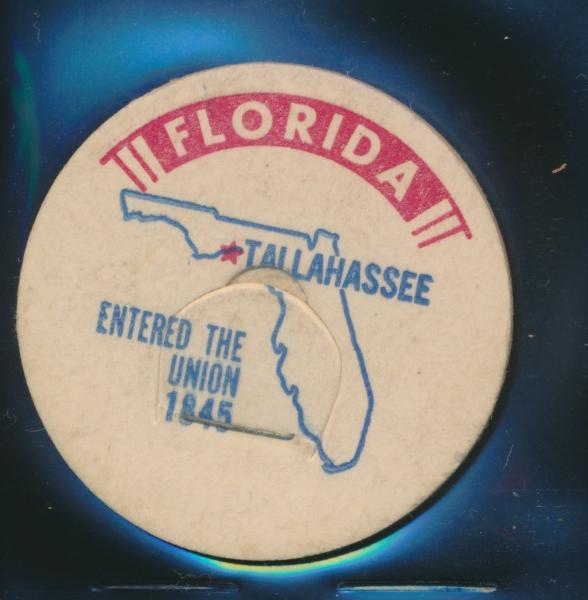 FLORIDA
TALLAHASSEE
ENTERED THE
UNION
1845